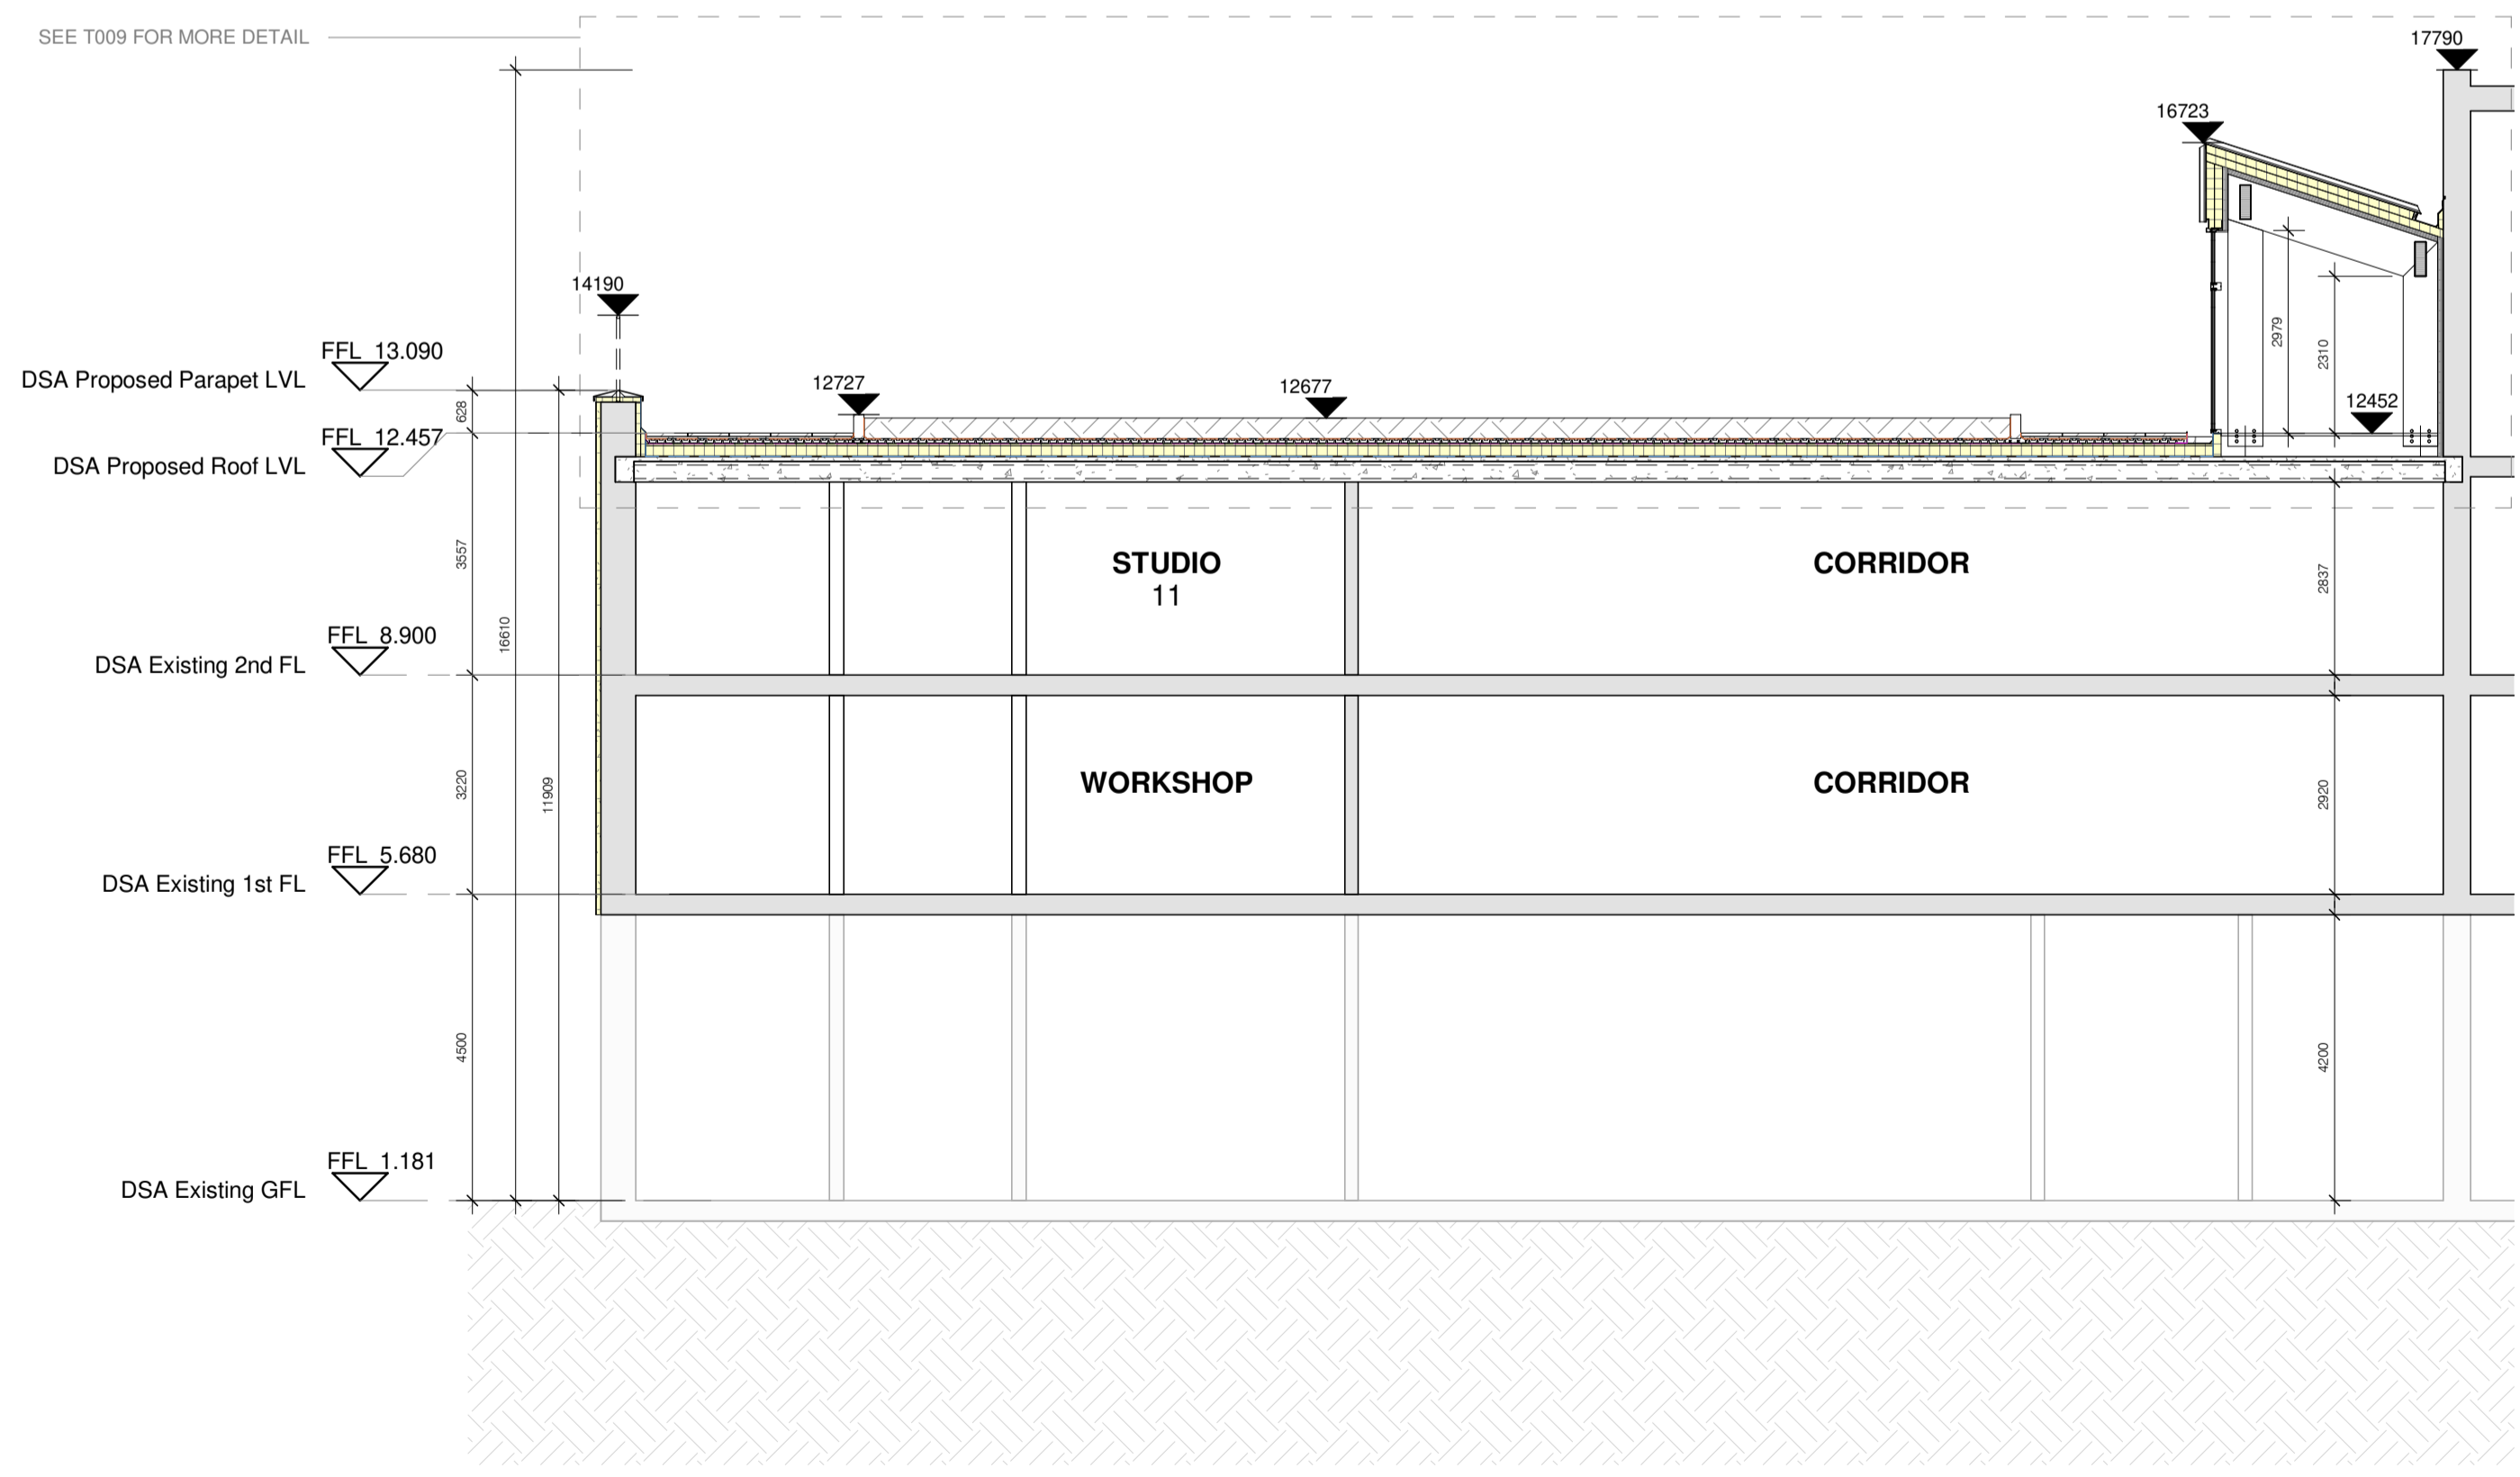 SEE T009 FOR MORE DETAIL
17790
16723
14190
FFL 13.090
DSA Proposed Parapet LVL
12727
12677
12452
2979
2310
628
FFL 12.457
DSA Proposed Roof LVL
STUDIO
11
CORRIDOR
3557
2837
16610
FFL 8.900
DSA Existing 2nd FL
WORKSHOP
CORRIDOR
3220
11909
2920
FFL 5.680
DSA Existing 1st FL
4500
4200
FFL 1.181
DSA Existing GFL